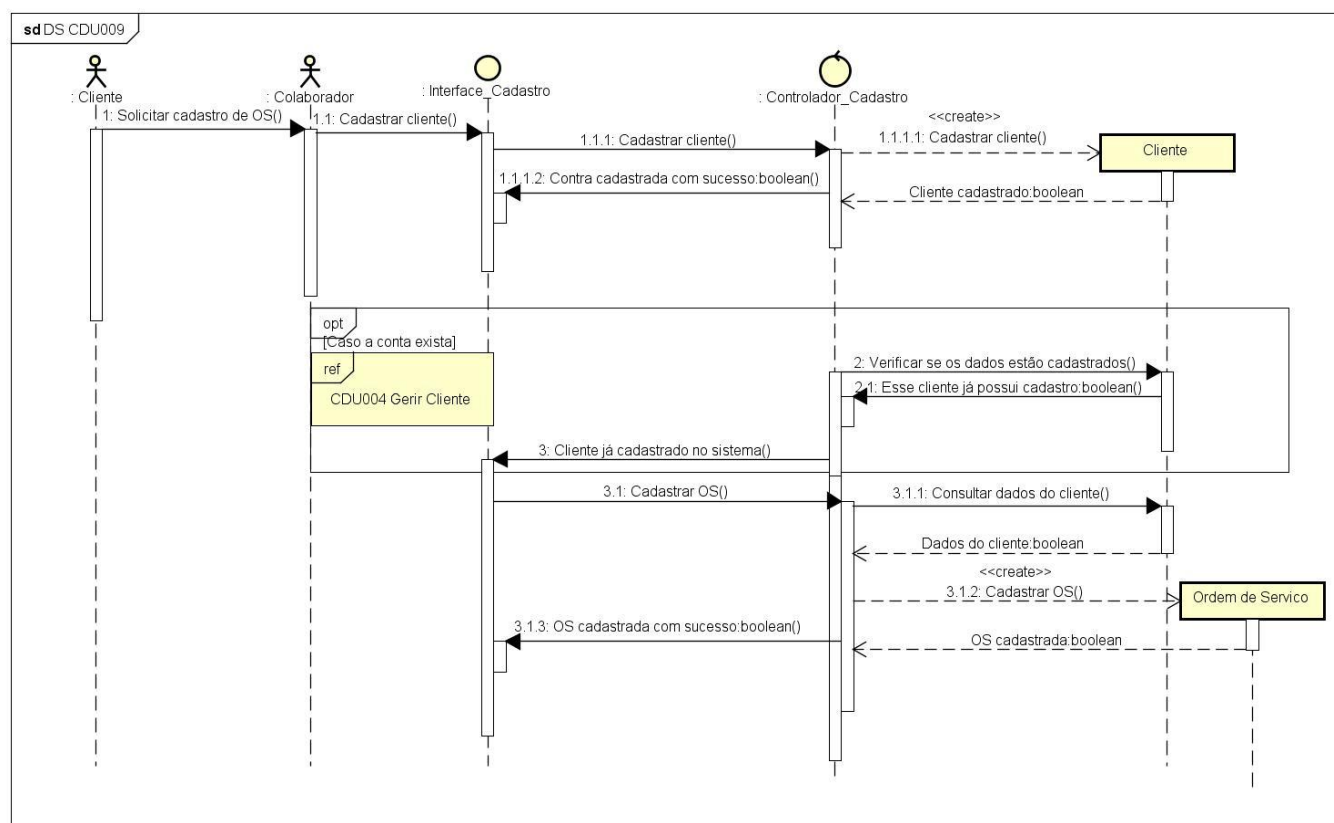 sd DS CDU009
: Cliente
: Colaborador
: Interface_Cadastro
: Controlador_Cadastro
1: Solicitar cadastro de OS()
1.1: Cadastrar cliente()
<<create>>
1.1.1: Cadastrar cliente()
1.1.1.1: Cadastrar cliente()
Cliente
1.1.1.2: Contra cadastrada com sucesso:boolean()
Cliente cadastrado:boolean
opt
[Caso a conta exista]
ref
CDU004 Gerir Cliente
2: Verificar se os dados estão cadastrados()
2.1: Esse cliente já possui cadastro:boolean()
3: Cliente já cadastrado no sistema()
3.1: Cadastrar OS()
3.1.1: Consultar dados do cliente()
Dados do cliente:boolean
<<create>>
3.1.2: Cadastrar OS()
Ordem de Servico
3.1.3: OS cadastrada com sucesso:boolean()
OS cadastrada:boolean